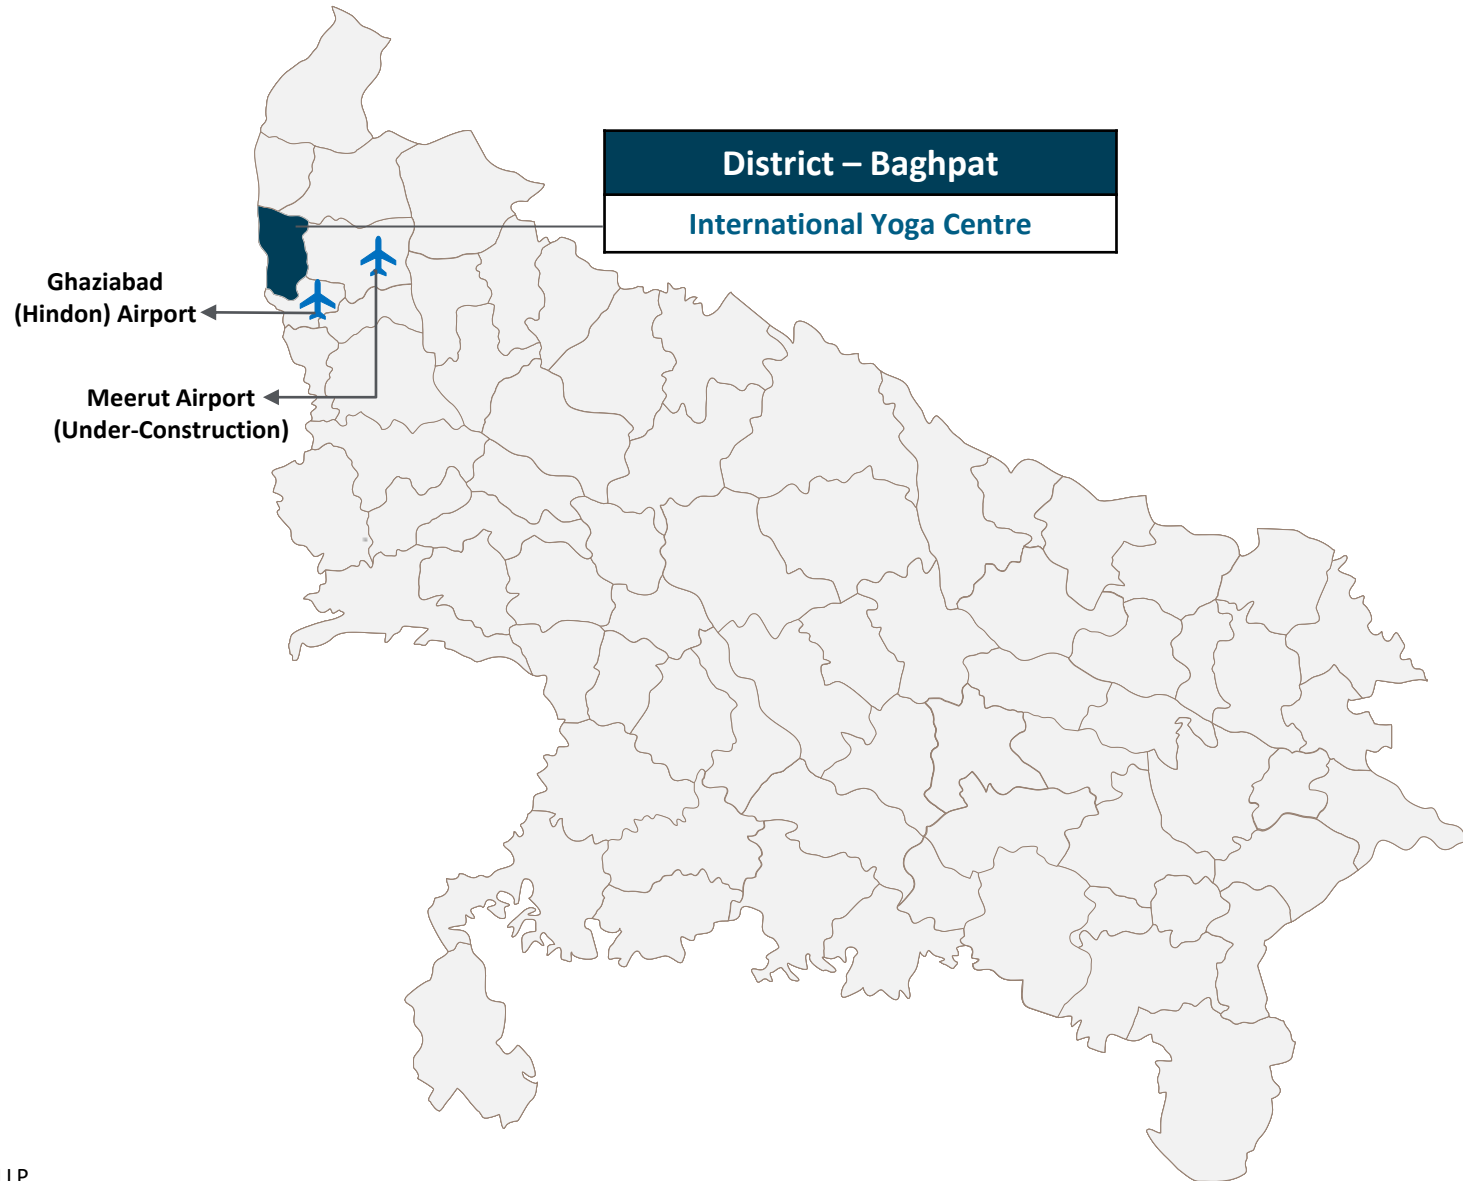 District – Baghpat
International Yoga Centre
Ghaziabad
(Hindon) Airport
Meerut Airport
(Under-Construction)